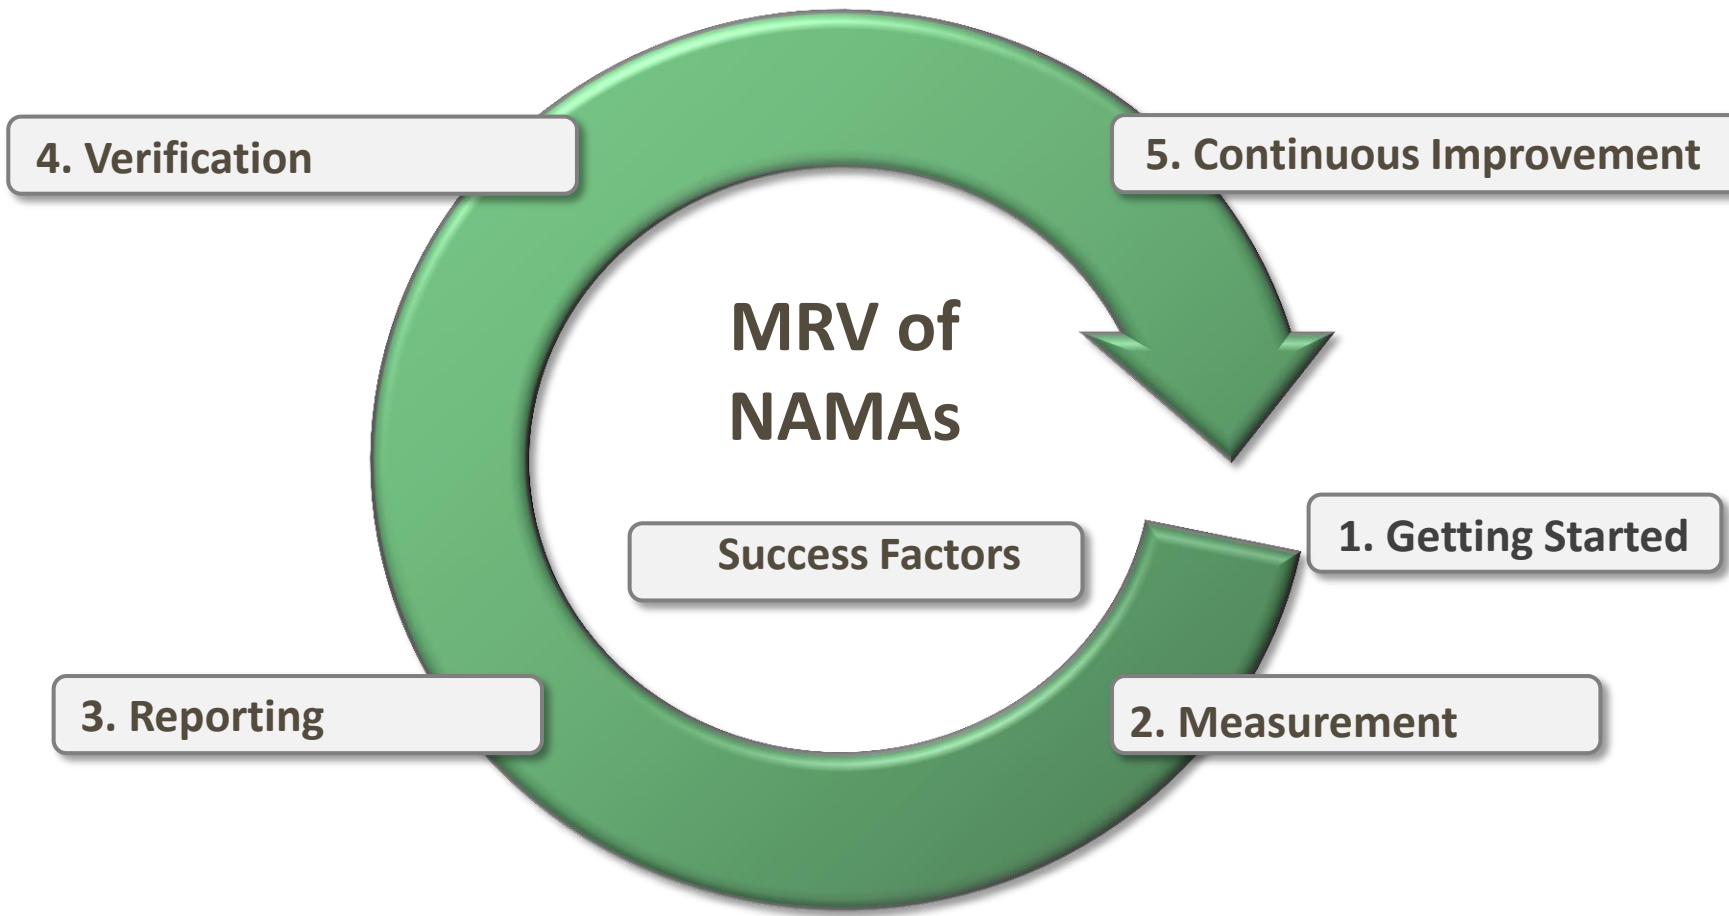 4. Verification
5. Continuous Improvement
MRV of
NAMAs
Success Factors
1. Getting Started
3. Reporting
2. Measurement